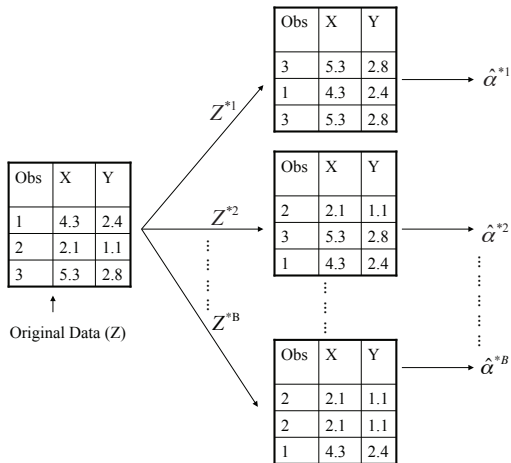 Obs X Y
3 5.3 2.8
1 4.3 2.4
3 5.3 2.8
α̂*1
Z*1
Obs X Y
1 4.3 2.4
2 2.1 1.1
3 5.3 2.8
Original Data (Z)
Z*2
Obs X Y
2 2.1 1.1
3 5.3 2.8
1 4.3 2.4
α̂*2
Z*B
Obs X Y
2 2.1 1.1
2 2.1 1.1
1 4.3 2.4
α̂*B